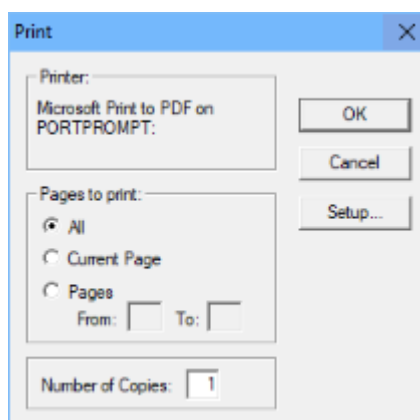 Print
Printer:
Microsoft Print to PDF on
PORTPROMPT:
OK
Cancel
Setup...
Pages to print:
All
Current Page
Pages
From: To:
Number of Copies: 1